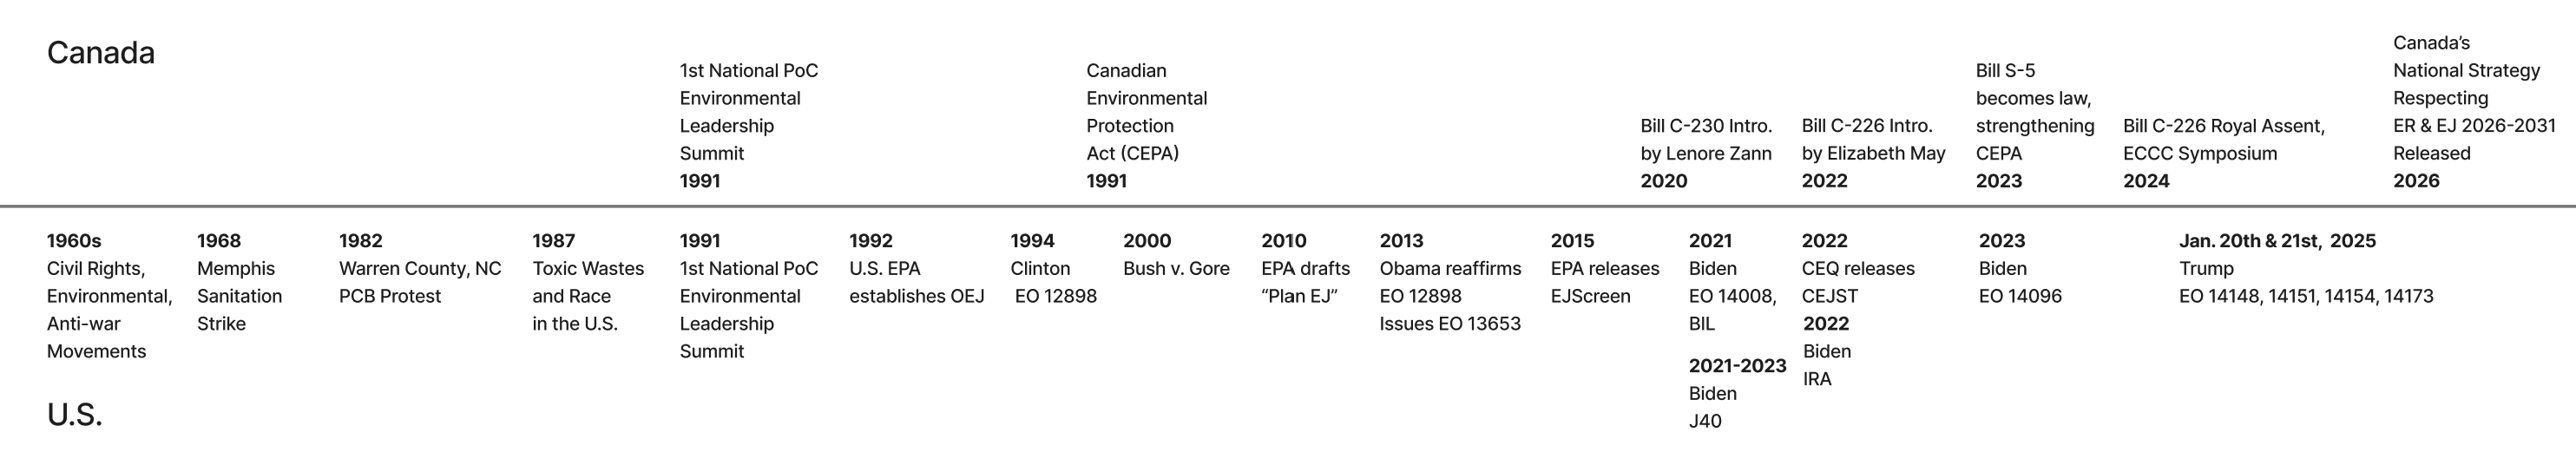 Canada
1st National PoC
Environmental
Leadership
Summit
1991
Canadian
Environmental
Protection
Act (CEPA)
1991
Bill C-230 Intro.
by Lenore Zann
2020
Bill C-226 Intro.
by Elizabeth May
2022
Bill S-5
becomes law,
strengthening
CEPA
2023
Bill C-226 Royal Assent,
ECCC Symposium
2024
Canada’s
National Strategy
Respecting
ER & EJ 2026-2031
Released
2026
1960s
Civil Rights,
Environmental,
Anti-war
Movements
1968
Memphis
Sanitation
Strike
1982
Warren County, NC
PCB Protest
1987
Toxic Wastes
and Race
in the U.S.
1991
1st National PoC
Environmental
Leadership
Summit
1992
U.S. EPA
establishes OEJ
1994
Clinton
EO 12898
2000
Bush v. Gore
2010
EPA drafts
“Plan EJ”
2013
Obama reaffirms
EO 12898
Issues EO 13653
2015
EPA releases
EJScreen
2021
Biden
EO 14008,
BIL
2021-2023
Biden
J40
2022
CEQ releases
CEJST
2022
Biden
IRA
2023
Biden
EO 14096
Jan. 20th & 21st, 2025
Trump
EO 14148, 14151, 14154, 14173
U.S.